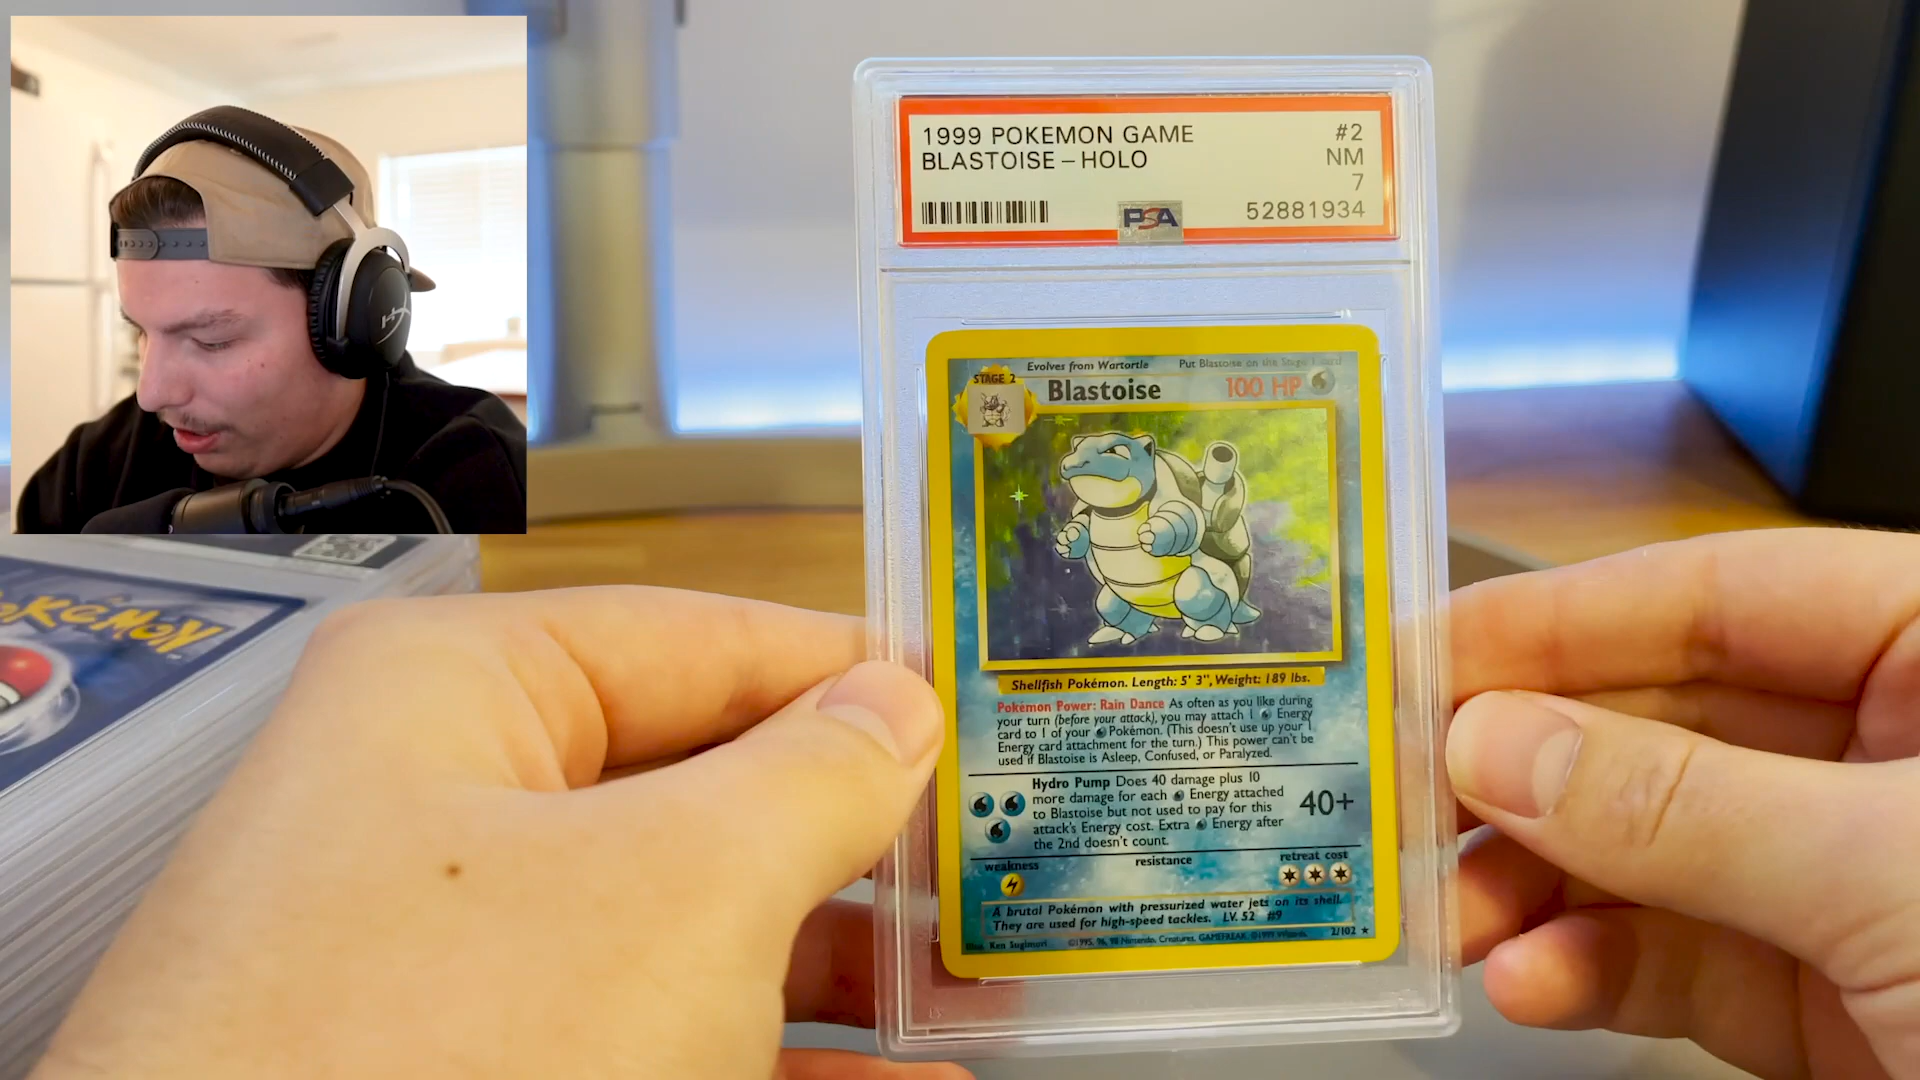 HX
POKéMON
1999 POKEMON GAME #2
BLASTOISE – HOLO NM
7
PSA 52881934
Evolves from Wartortle Put Blastoise on the Stage 1 card
STAGE 2
Blastoise 100 HP
Shellfish Pokémon. Length: 5' 3", Weight: 189 lbs.
Pokémon Power: Rain Dance As often as you like during
your turn (before your attack), you may attach 1 Energy
card to 1 of your Pokémon. (This doesn't use up your 1
Energy card attachment for the turn.) This power can't be
used if Blastoise is Asleep, Confused, or Paralyzed.
Hydro Pump Does 40 damage plus 10
more damage for each Energy attached
to Blastoise but not used to pay for this
attack's Energy cost. Extra Energy after
the 2nd doesn't count.
40+
weakness resistance retreat cost
A brutal Pokémon with pressurized water jets on its shell.
They are used for high-speed tackles. LV. 52 #9
Illus. Ken Sugimori ©1995, 96, 98 Nintendo, Creatures, GAMEFREAK. ©1999 Wizards. 2/102 ★